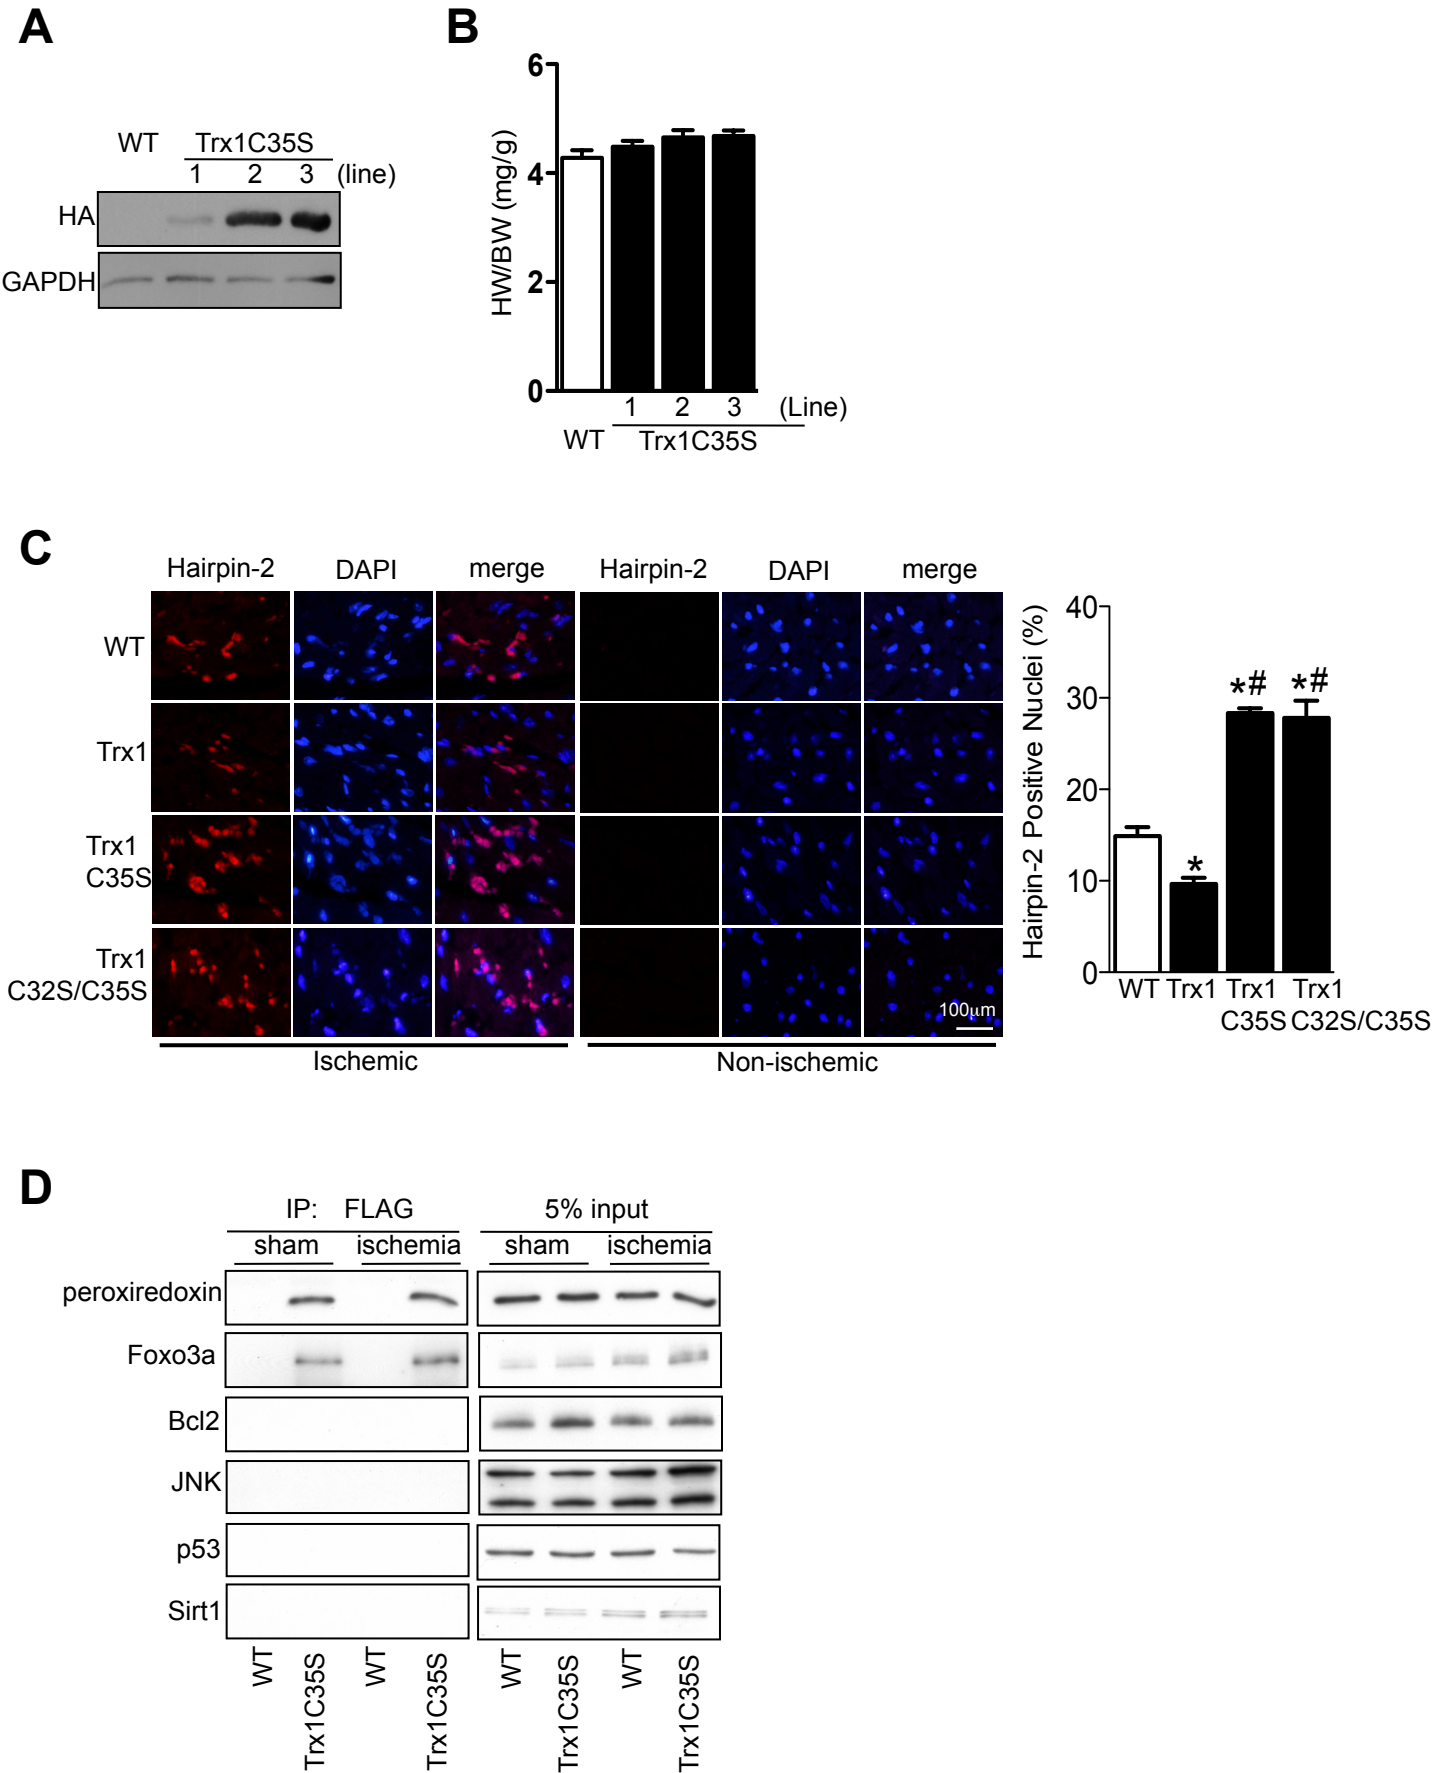 A
WT Trx1C35S
1 2 3 (line)
HA
GAPDH
B
6
4
2
0
HW/BW (mg/g)
1 2 3 (Line)
WT Trx1C35S
C
Hairpin-2 DAPI merge Hairpin-2 DAPI merge
WT
Trx1
Trx1
C35S
Trx1
C32S/C35S
100μm
Ischemic Non-ischemic
Hairpin-2 Positive Nuclei (%)
40
30
20
10
0
*
*#
*#
WT Trx1 Trx1 Trx1
C35S C32S/C35S
D
IP: FLAG 5% input
sham ischemia sham ischemia
peroxiredoxin
Foxo3a
Bcl2
JNK
p53
Sirt1
WT
Trx1C35S
WT
Trx1C35S
WT
Trx1C35S
WT
Trx1C35S